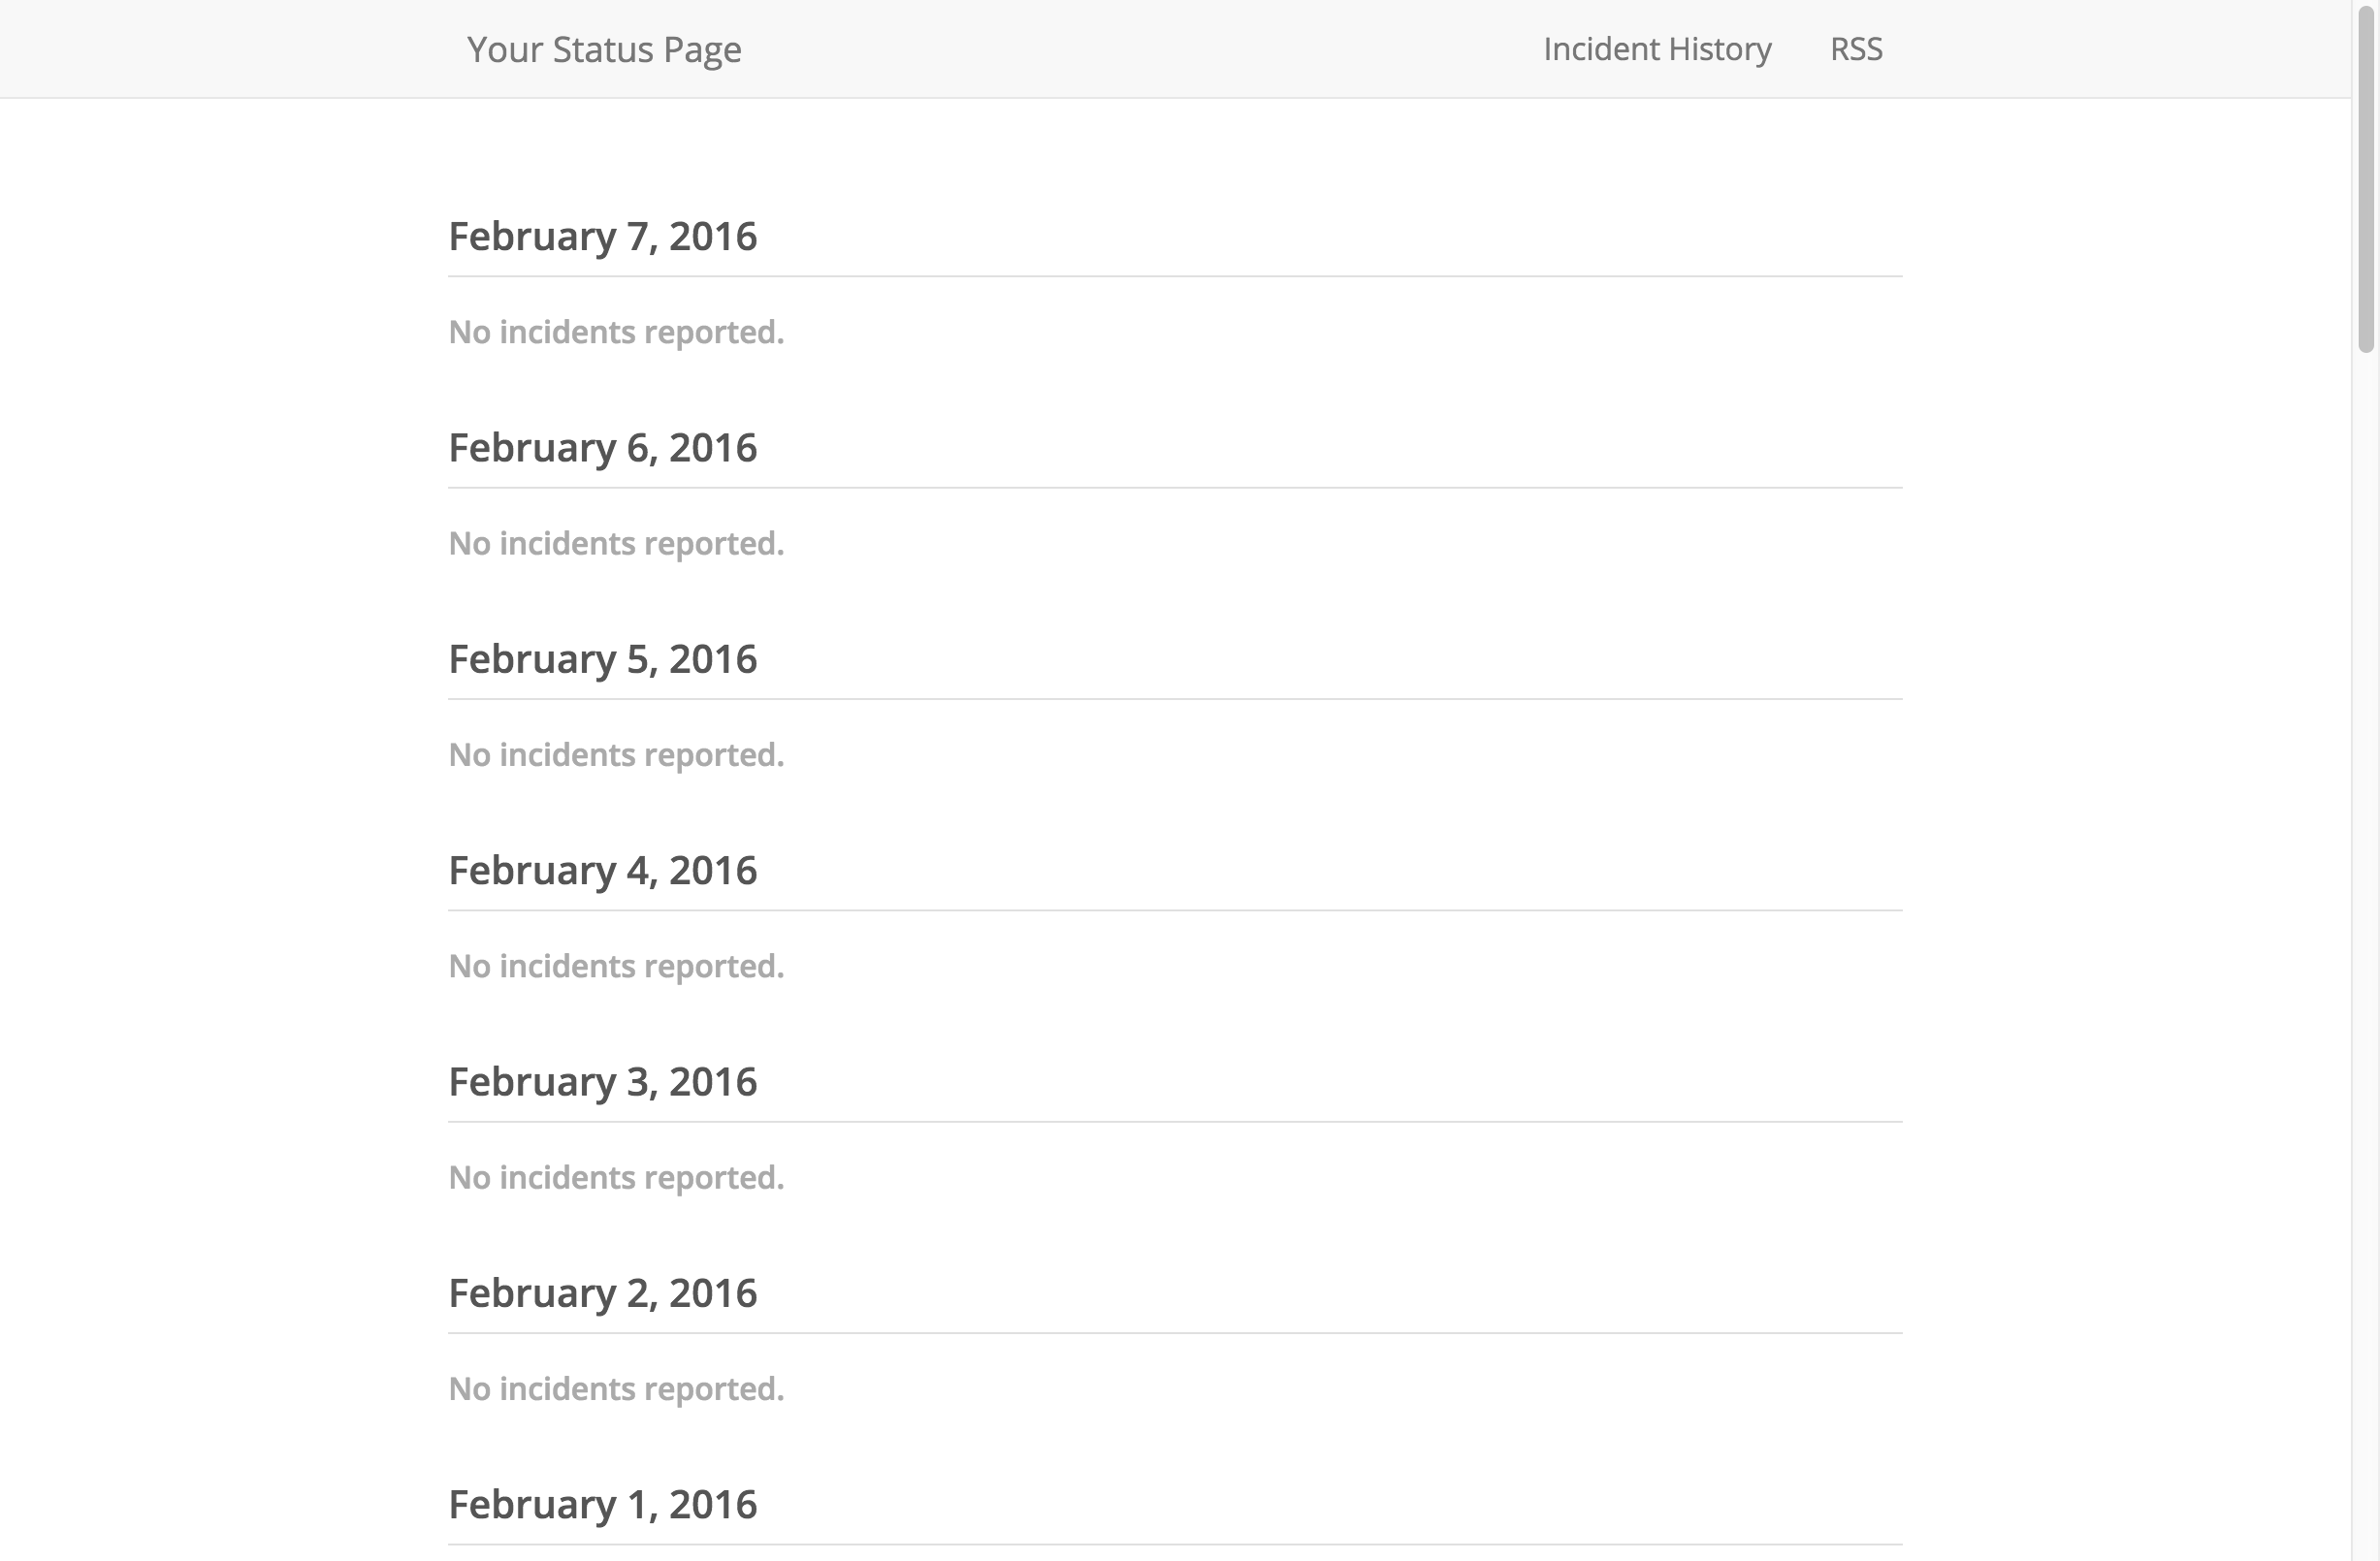 Your Status Page Incident History RSS
February 7, 2016
No incidents reported.
February 6, 2016
No incidents reported.
February 5, 2016
No incidents reported.
February 4, 2016
No incidents reported.
February 3, 2016
No incidents reported.
February 2, 2016
No incidents reported.
February 1, 2016